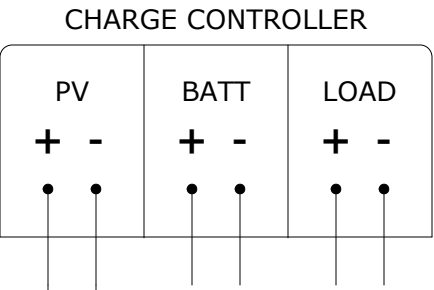 CHARGE CONTROLLER
PV BATT LOAD
+ - + - + -